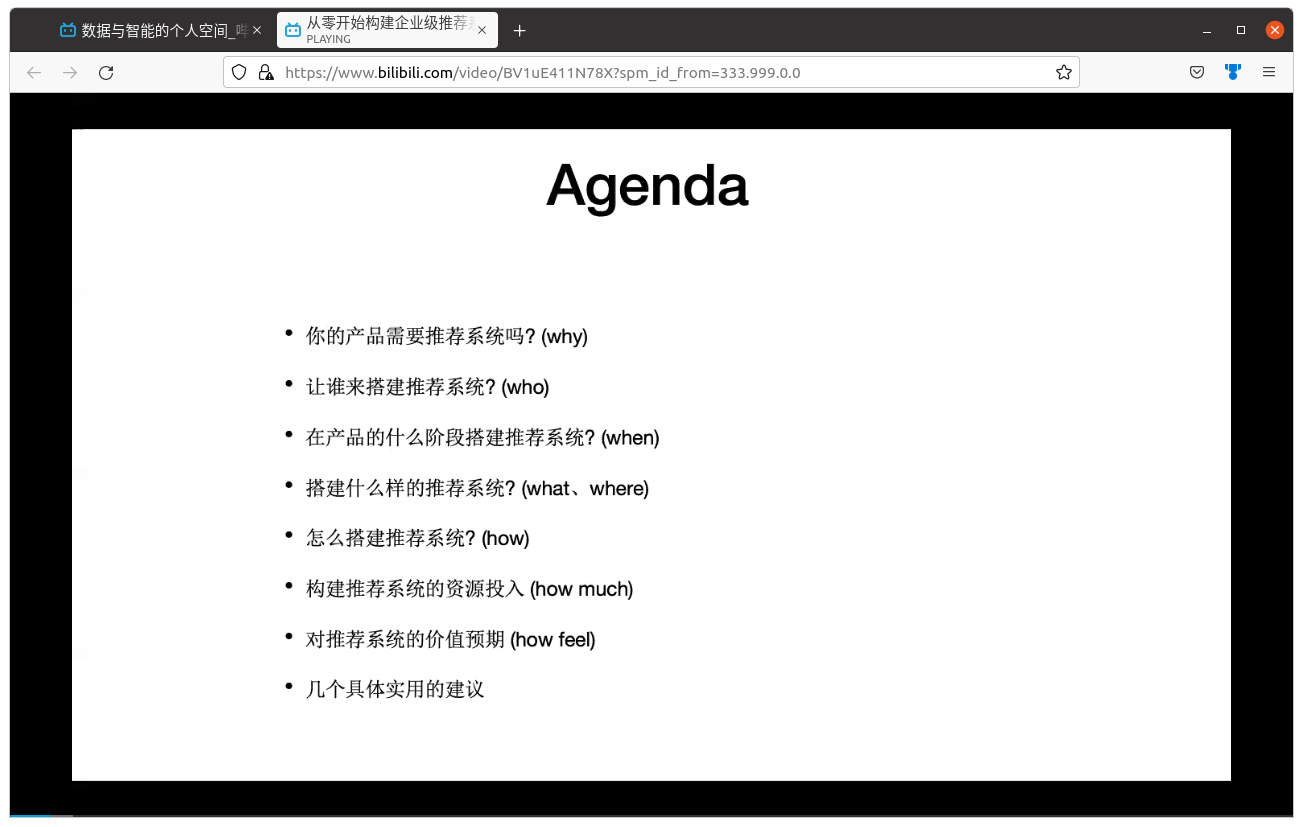 数据与智能的个人空间_哔
从零开始构建企业级推荐
PLAYING
https://www.bilibili.com/video/BV1uE411N78X?spm_id_from=333.999.0.0
Agenda
• 你的产品需要推荐系统吗? (why)
• 让谁来搭建推荐系统? (who)
• 在产品的什么阶段搭建推荐系统? (when)
• 搭建什么样的推荐系统? (what、where)
• 怎么搭建推荐系统? (how)
• 构建推荐系统的资源投入 (how much)
• 对推荐系统的价值预期 (how feel)
• 几个具体实用的建议